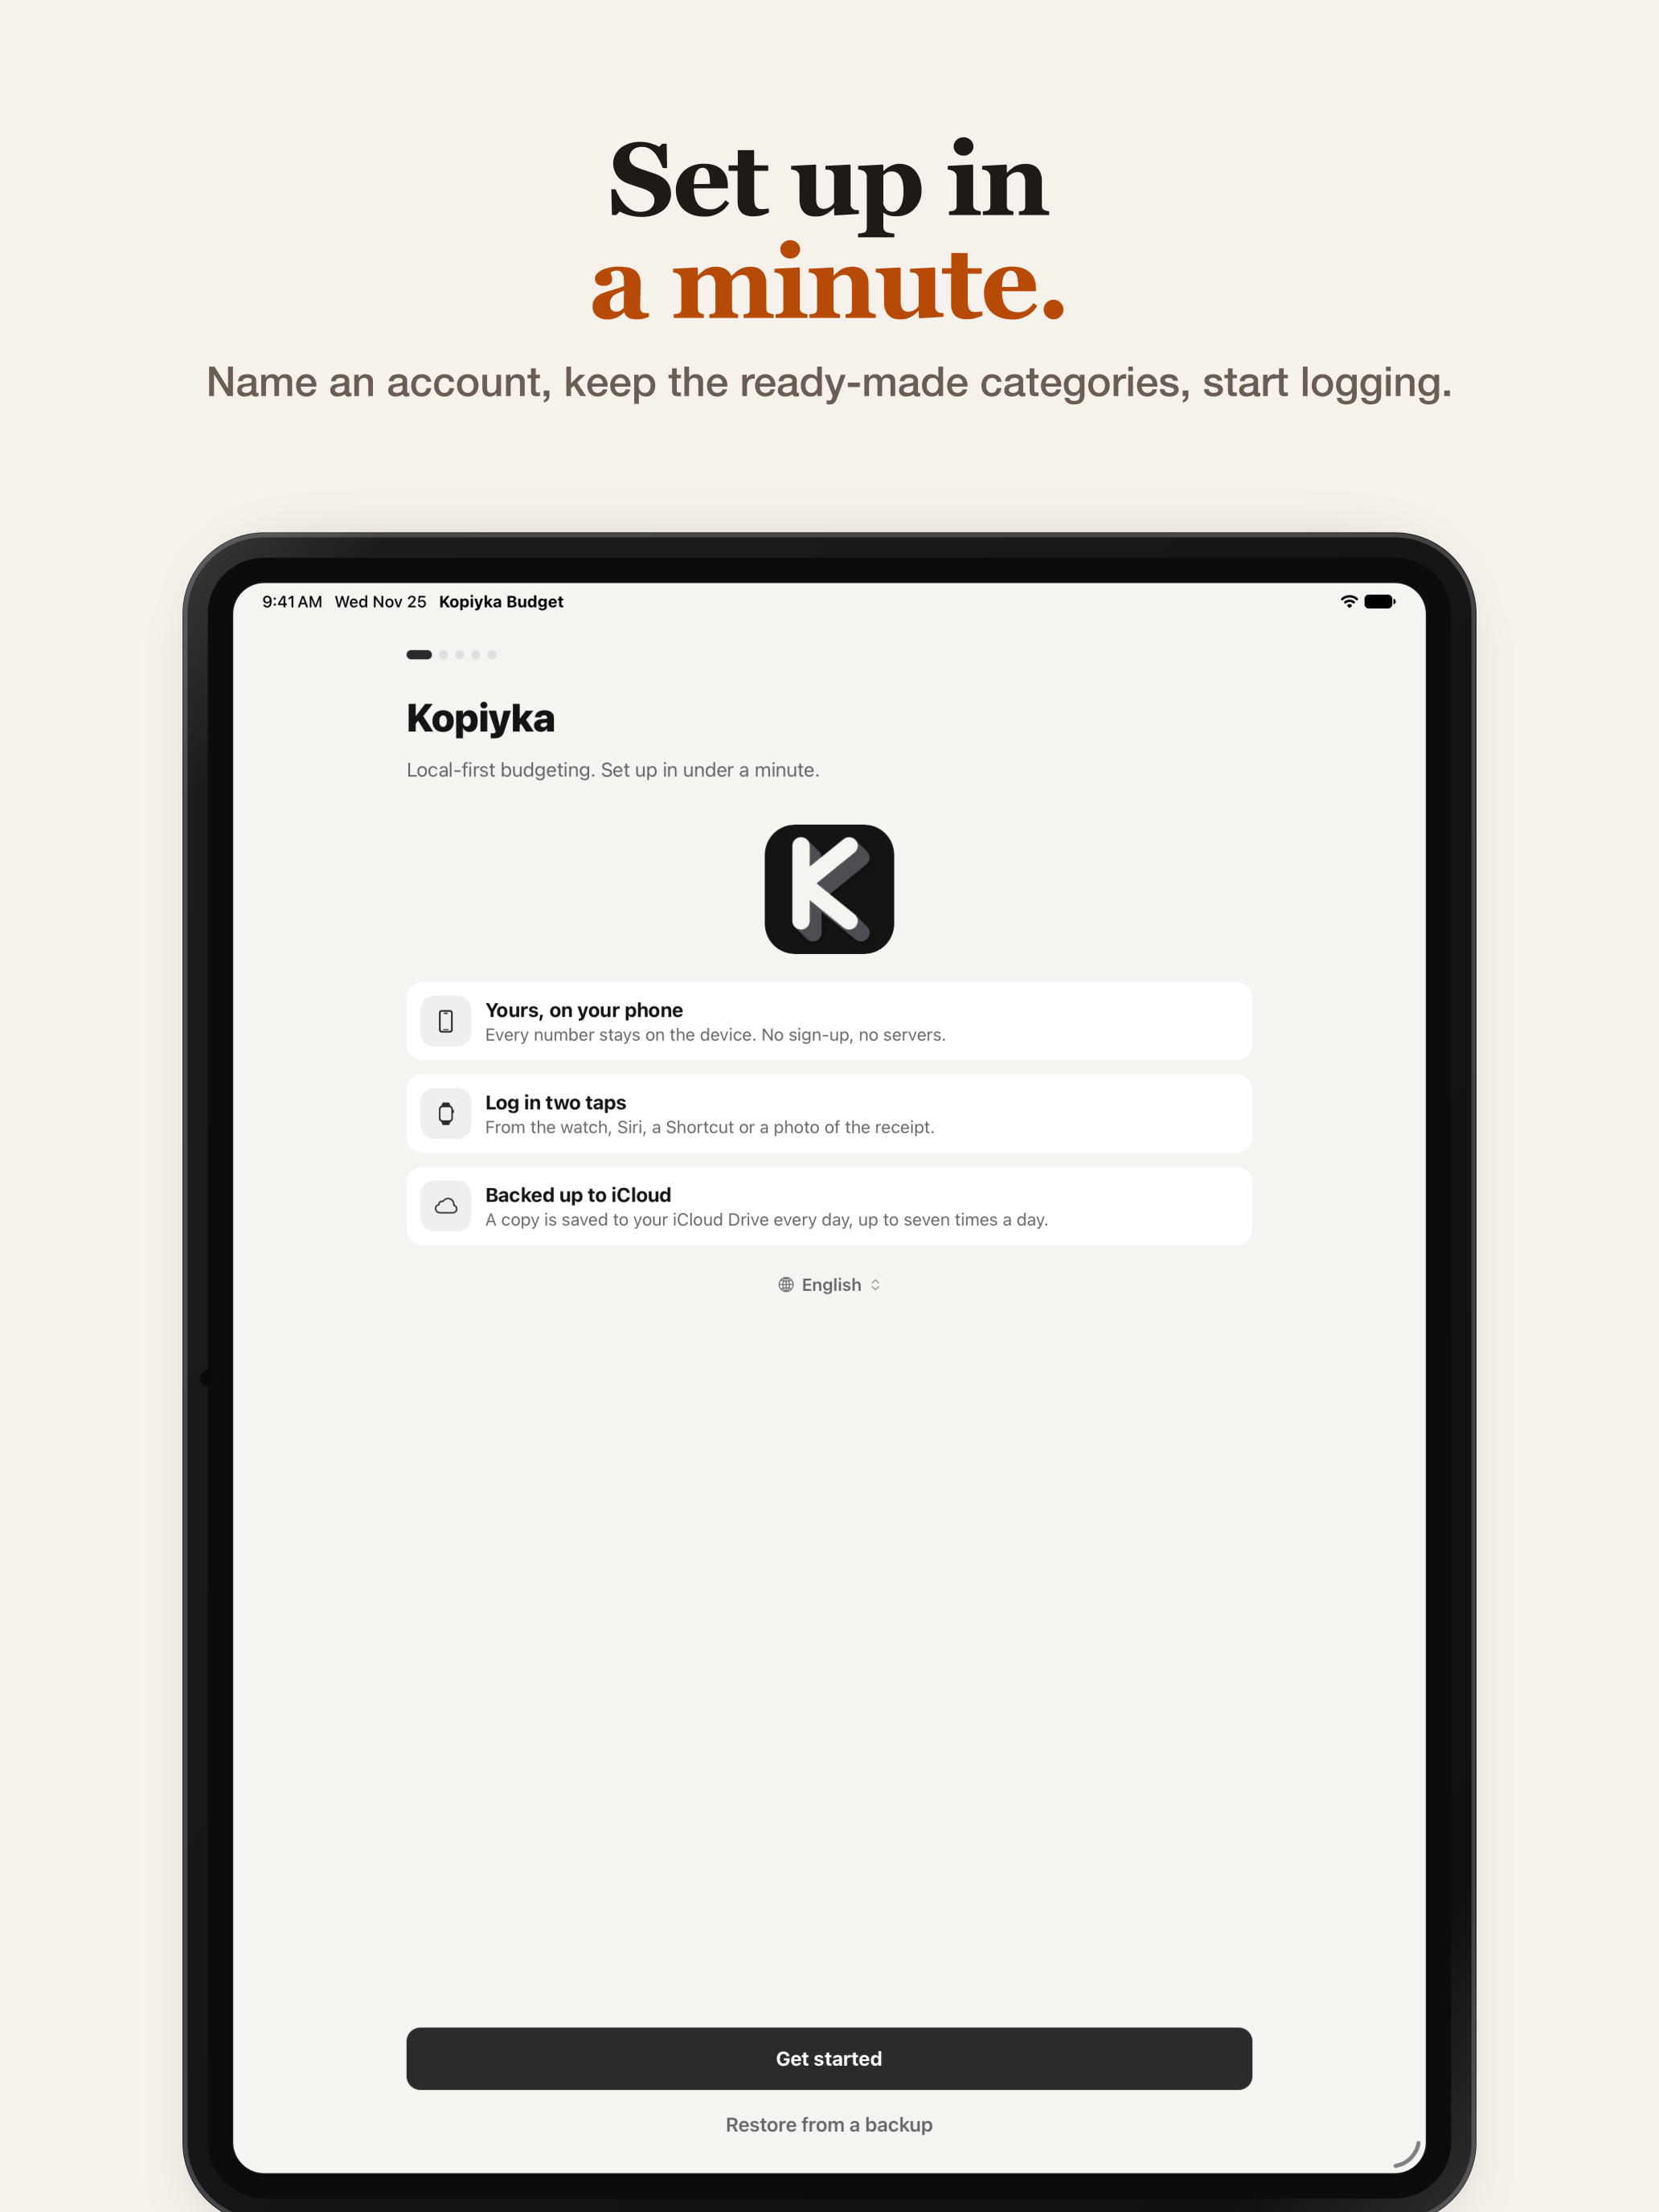 Set up in
a minute.
Name an account, keep the ready-made categories, start logging.
9:41 AM Wed Nov 25 Kopiyka Budget
Kopiyka
Local-first budgeting. Set up in under a minute.
K
Yours, on your phone
Every number stays on the device. No sign-up, no servers.
Log in two taps
From the watch, Siri, a Shortcut or a photo of the receipt.
Backed up to iCloud
A copy is saved to your iCloud Drive every day, up to seven times a day.
English
Get started
Restore from a backup